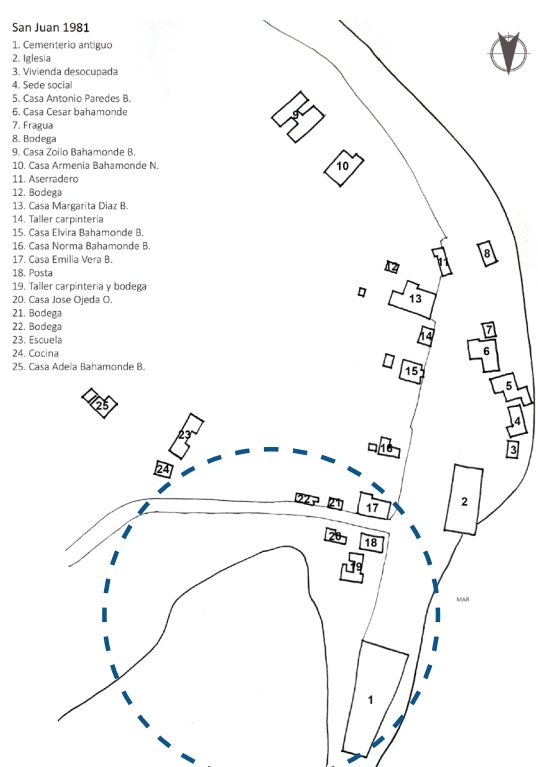 San Juan 1981
1. Cementerio antiguo
2. Iglesia
3. Vivienda desocupada
4. Sede social
5. Casa Antonio Paredes B.
6. Casa Cesar bahamonde
7. Fragua
8. Bodega
9. Casa Zoilo Bahamonde B.
10. Casa Armenia Bahamonde N.
11. Aserradero
12. Bodega
13. Casa Margarita Diaz B.
14. Taller carpinteria
15. Casa Elvira Bahamonde B.
16. Casa Norma Bahamonde B.
17. Casa Emilia Vera B.
18. Posta
19. Taller carpinteria y bodega
20. Casa Jose Ojeda O.
21. Bodega
22. Bodega
23. Escuela
24. Cocina
25. Casa Adela Bahamonde B.
9
10
8
11
12
13
7
14
6
15
5
25
4
23
16
3
24
22
21
17
2
20
18
19
MAR
1